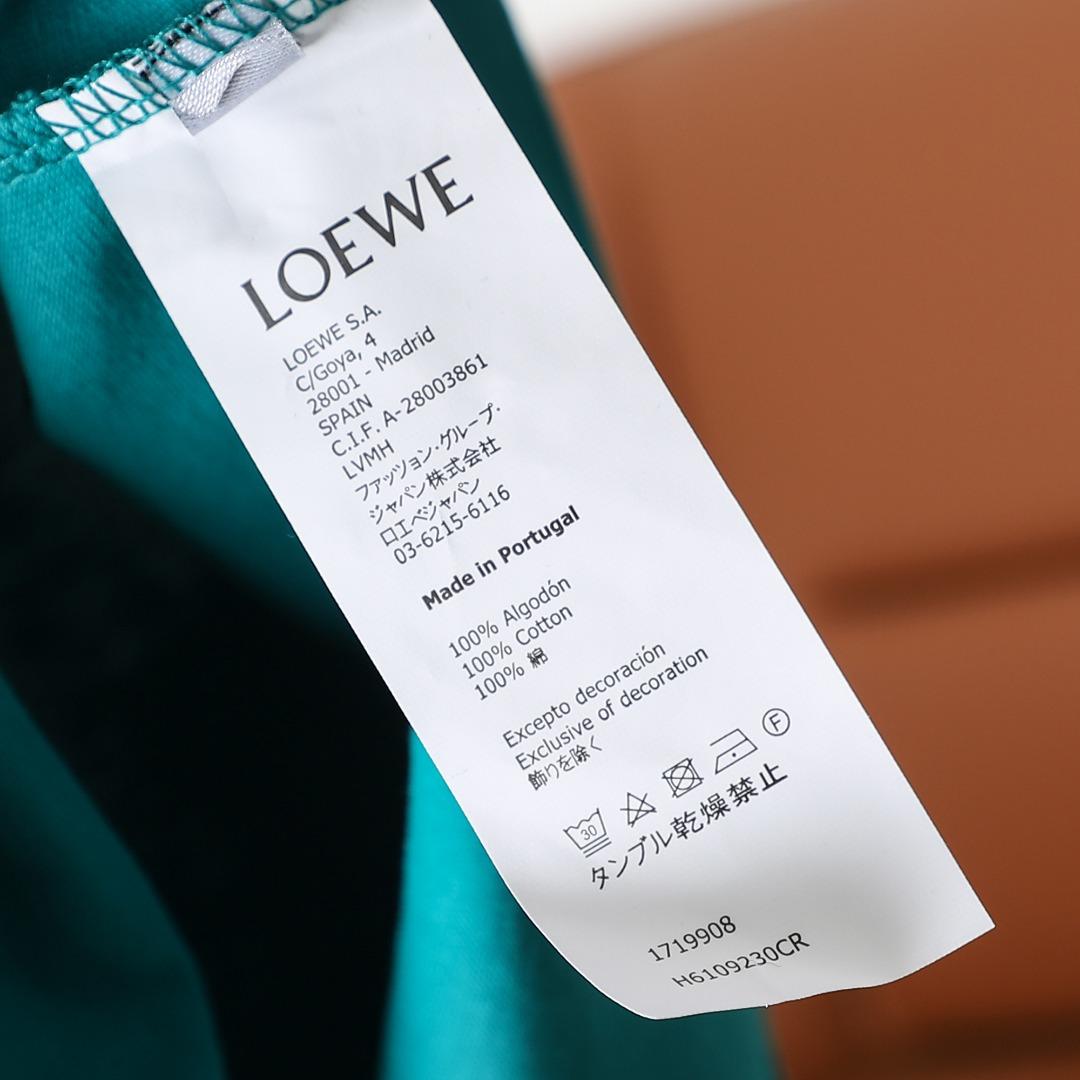 LOEWE
LOEWE S.A.
C/Goya, 4
28001 - Madrid
SPAIN
C.I.F. A-28003861
LVMH
ファッション・グループ・
ジャパン株式会社
ロエベジャパン
03-6215-6116
Made in Portugal
100% Algodón
100% Cotton
100% 綿
Excepto decoración
Exclusive of decoration
飾りを除く
30
F
タンブル乾燥禁止
1719908
H6109230CR